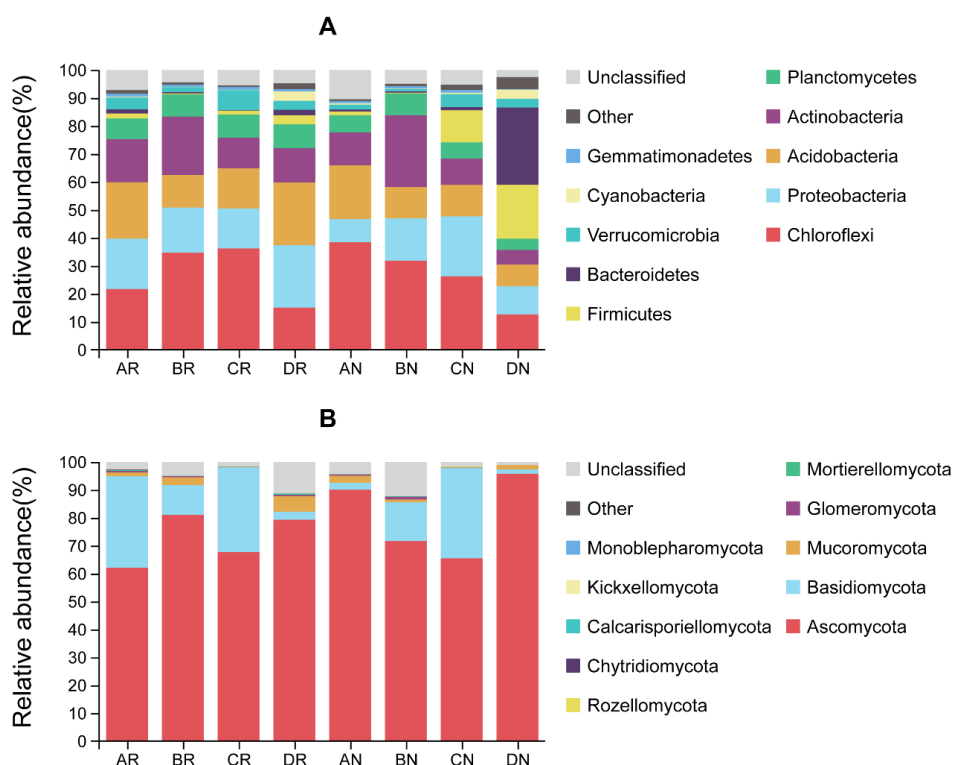 A
Relative abundance(%)
100
90
80
70
60
50
40
30
20
10
0
AR BR CR DR AN BN CN DN
Unclassified
Other
Gemmatimonadetes
Cyanobacteria
Verrucomicrobia
Bacteroidetes
Firmicutes
Planctomycetes
Actinobacteria
Acidobacteria
Proteobacteria
Chloroflexi
B
Relative abundance(%)
100
90
80
70
60
50
40
30
20
10
0
AR BR CR DR AN BN CN DN
Unclassified
Other
Monoblepharomycota
Kickxellomycota
Calcarisporiellomycota
Chytridiomycota
Rozellomycota
Mortierellomycota
Glomeromycota
Mucoromycota
Basidiomycota
Ascomycota